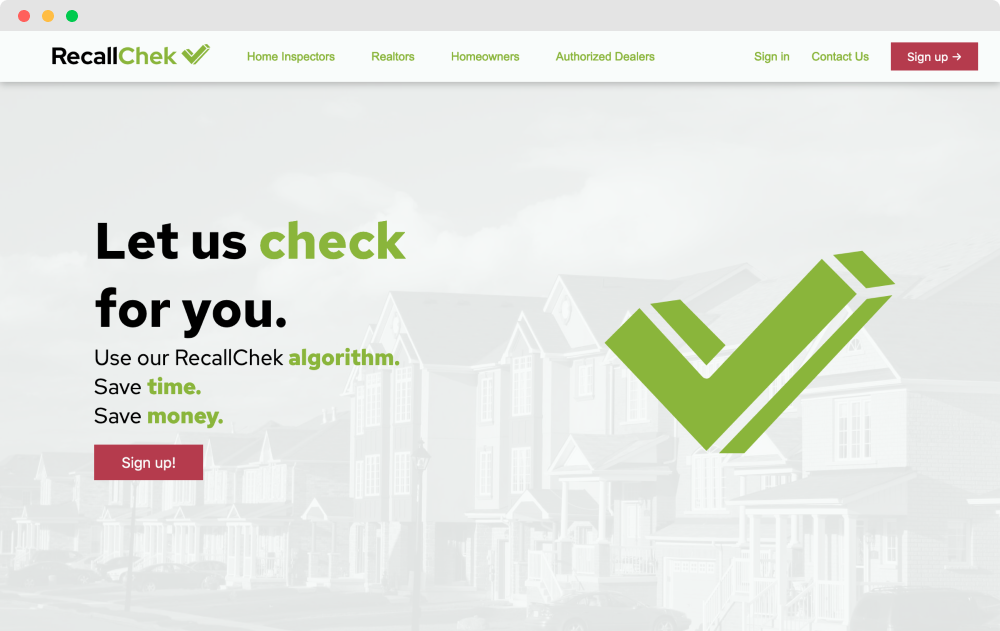 RecallChek
Home Inspectors
Realtors
Homeowners
Authorized Dealers
Sign in
Contact Us
Sign up →
Let us check
for you.
Use our RecallChek algorithm.
Save time.
Save money.
Sign up!